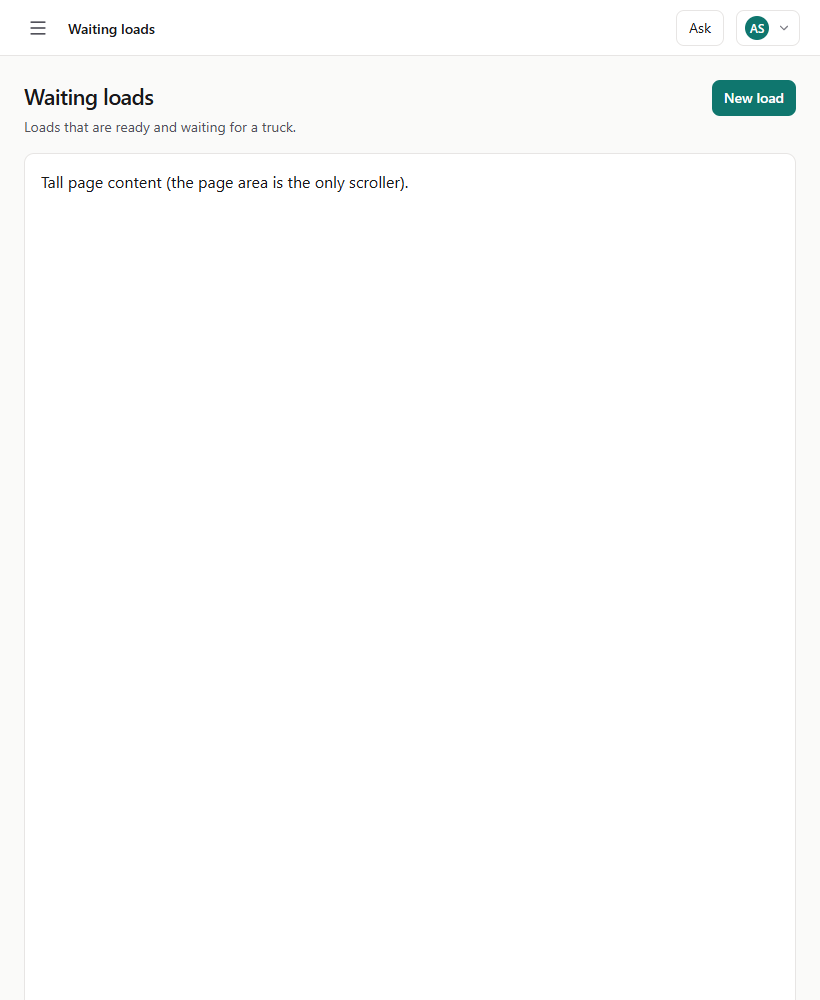 Waiting loads
Ask
AS
Waiting loads
New load
Loads that are ready and waiting for a truck.
Tall page content (the page area is the only scroller).